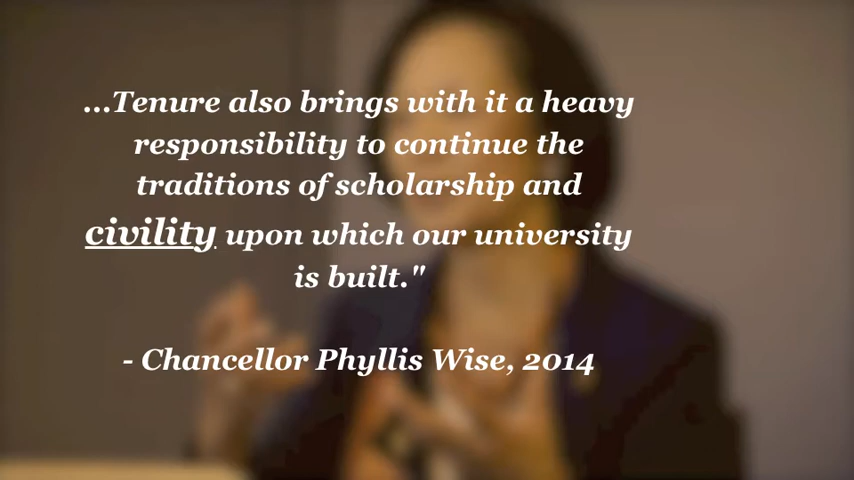 ...Tenure also brings with it a heavy
responsibility to continue the
traditions of scholarship and
civility upon which our university
is built."
- Chancellor Phyllis Wise, 2014